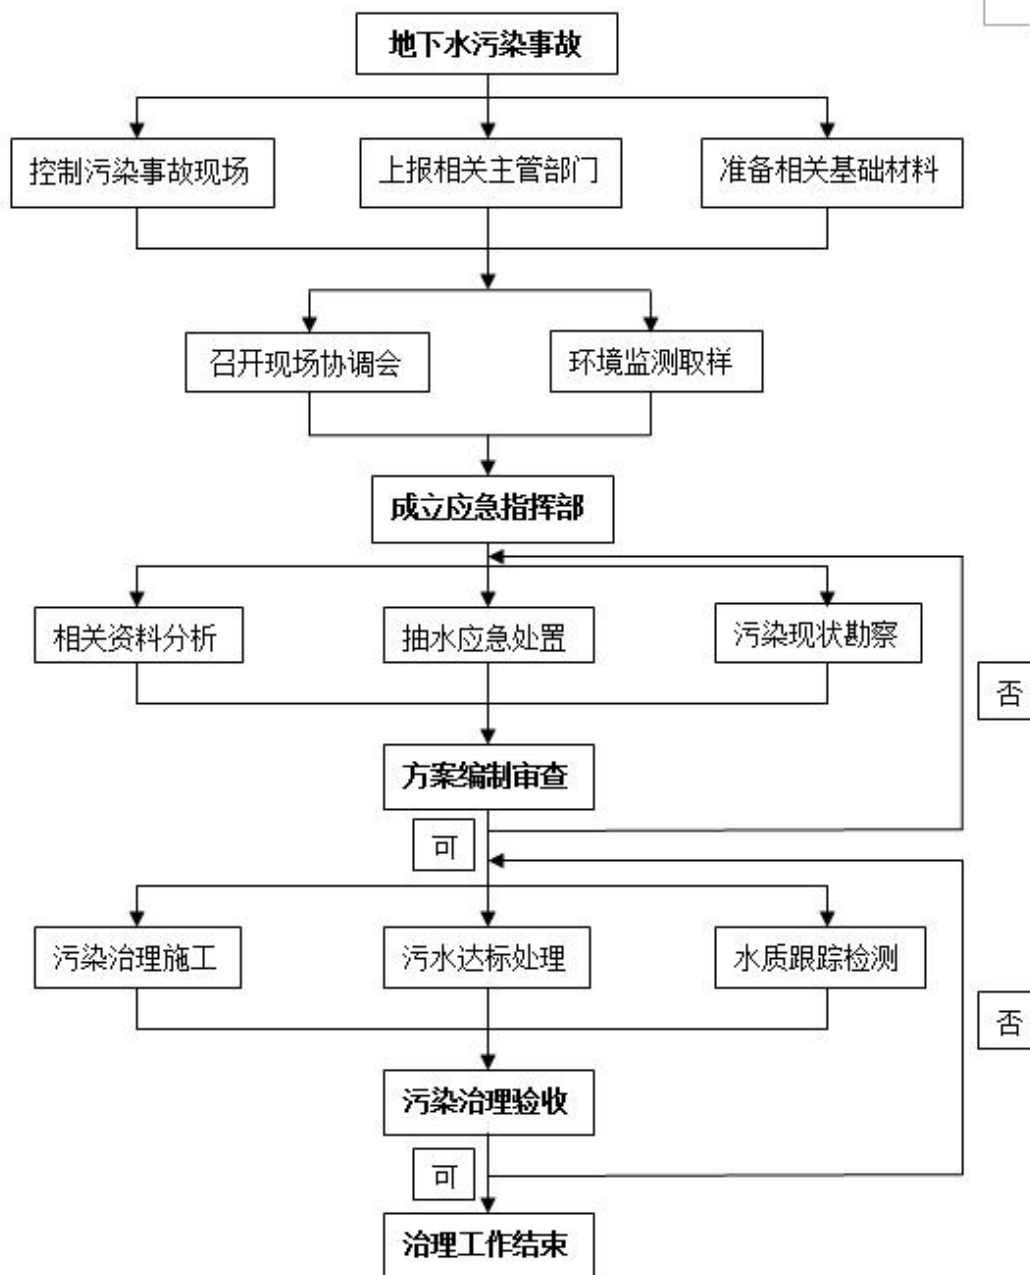 地下水污染事故
控制污染事故现场
上报相关主管部门
准备相关基础材料
召开现场协调会
环境监测取样
成立应急指挥部
相关资料分析
抽水应急处置
污染现状勘察
否
方案编制审查
可
污染治理施工
污水达标处理
水质跟踪检测
否
污染治理验收
可
治理工作结束